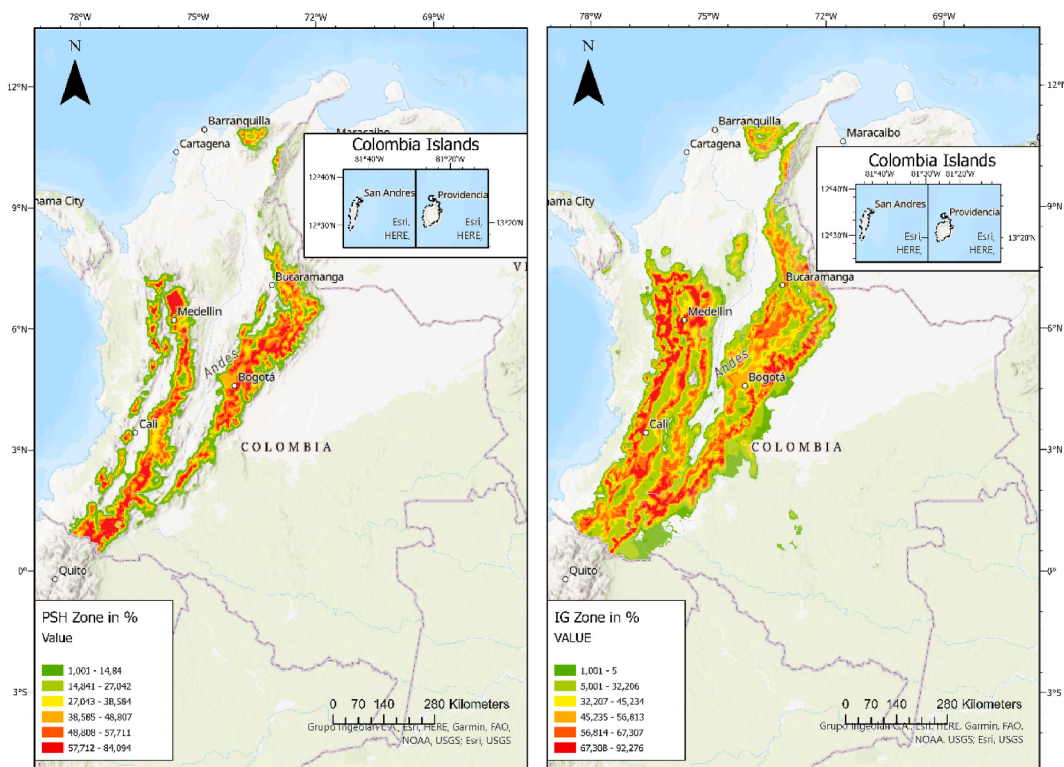 78°W 75°W 72°W 69°W
N
12°N
9°N
6°N
3°N
0°
3°S
Barranquilla
Cartagena
Maracaibo
nama City
Bucaramanga
Medellín
Andes
Bogotá
Cali
COLOMBIA
Quito
V
Colombia Islands
81°40'W 81°20'W
12°40'N
12°30'N
13°20'N
San Andres
Providencia
Esri,
HERE,
Esri,
HERE,
PSH Zone in %
Value
1,001 - 14,84
14,841 - 27,042
27,043 - 38,584
38,585 - 48,807
48,808 - 57,711
57,712 - 84,094
0 70 140 280 Kilometers
Grupo Ingeolan C.A., Esri, HERE, Garmin, FAO,
NOAA, USGS; Esri, USGS
78°W 75°W 72°W 69°W
N
12°N
9°N
6°N
3°N
0°
3°S
Barranquilla
Cartagena
Maracaibo
ama City
Bucaramanga
Medellín
Andes
Bogotá
Cali
COLOMBIA
Quito
Colombia Islands
81°40'W 81°30'W 81°20'W
12°40'N
12°30'N
13°20'N
San Andres
Providencia
Esri,
HERE,
Esri,
HERE,
IG Zone in %
VALUE
1,001 - 5
5,001 - 32,206
32,207 - 45,234
45,235 - 56,813
56,814 - 67,307
67,308 - 92,276
0 70 140 280 Kilometers
Grupo Ingeolan C.A., Esri, HERE, Garmin, FAO,
NOAA, USGS; Esri, USGS